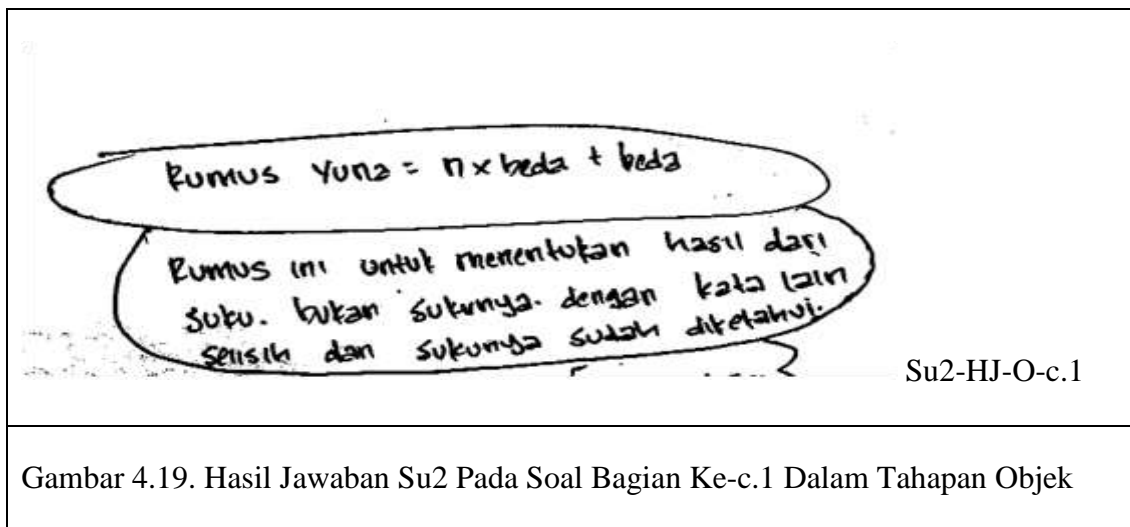 Rumus Yuna = n x beda + beda
Rumus ini untuk menentukan hasil dari
suku. bukan sukunya. dengan kata lain
selisih dan sukunya sudah diketahui.
Su2-HJ-O-c.1
Gambar 4.19. Hasil Jawaban Su2 Pada Soal Bagian Ke-c.1 Dalam Tahapan Objek